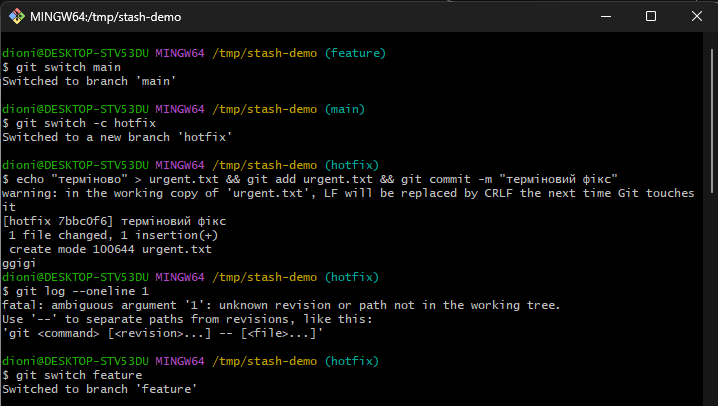 MINGW64:/tmp/stash-demo
dioni@DESKTOP-STV53DU MINGW64 /tmp/stash-demo (feature)
$ git switch main
Switched to branch 'main'
dioni@DESKTOP-STV53DU MINGW64 /tmp/stash-demo (main)
$ git switch -c hotfix
Switched to a new branch 'hotfix'
dioni@DESKTOP-STV53DU MINGW64 /tmp/stash-demo (hotfix)
$ echo "терміново" > urgent.txt && git add urgent.txt && git commit -m "терміновий фікс"
warning: in the working copy of 'urgent.txt', LF will be replaced by CRLF the next time Git touches
it
[hotfix 7bbc0f6] терміновий фікс
 1 file changed, 1 insertion(+)
 create mode 100644 urgent.txt
ggigi
dioni@DESKTOP-STV53DU MINGW64 /tmp/stash-demo (hotfix)
$ git log --oneline 1
fatal: ambiguous argument '1': unknown revision or path not in the working tree.
Use '--' to separate paths from revisions, like this:
'git <command> [<revision>...] -- [<file>...]'
dioni@DESKTOP-STV53DU MINGW64 /tmp/stash-demo (hotfix)
$ git switch feature
Switched to branch 'feature'